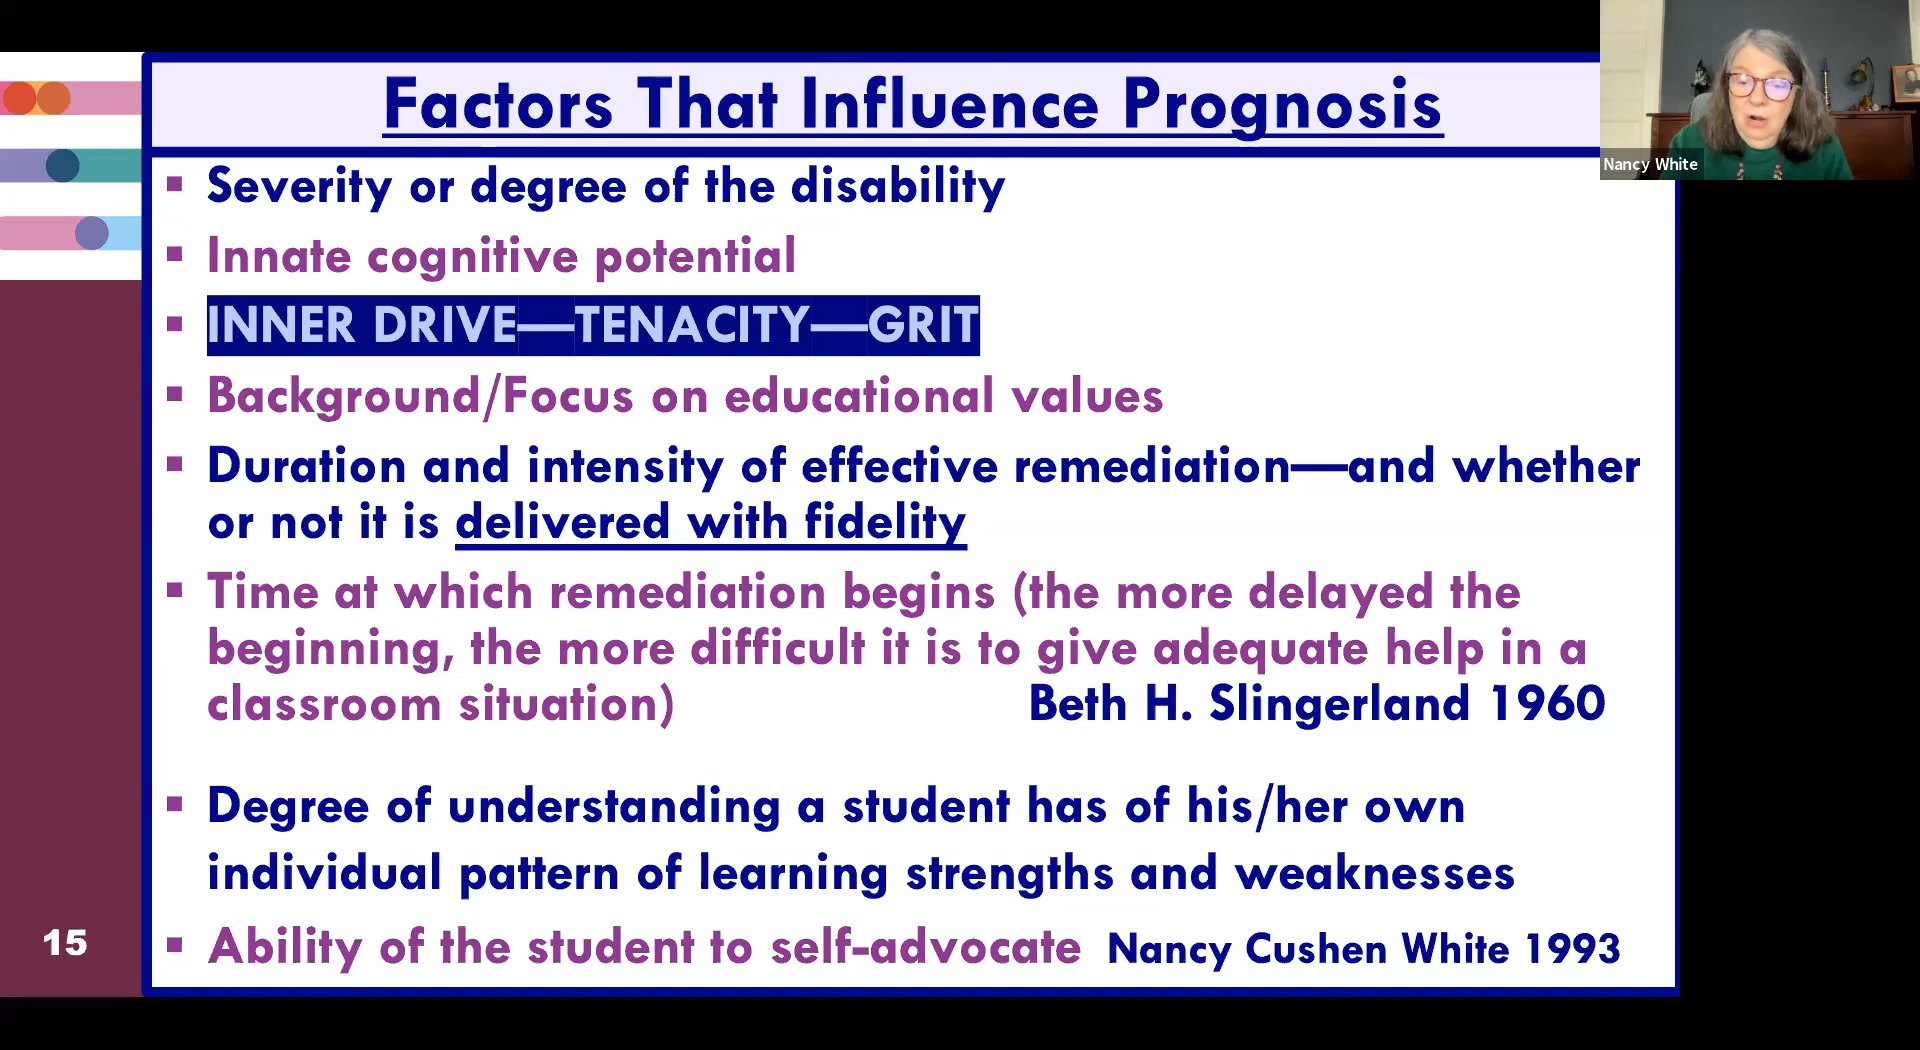 Factors That Influence Prognosis
Nancy White
▪ Severity or degree of the disability
▪ Innate cognitive potential
▪ INNER DRIVE—TENACITY—GRIT
▪ Background/Focus on educational values
▪ Duration and intensity of effective remediation—and whether
or not it is delivered with fidelity
▪ Time at which remediation begins (the more delayed the
beginning, the more difficult it is to give adequate help in a
classroom situation) Beth H. Slingerland 1960
▪ Degree of understanding a student has of his/her own
individual pattern of learning strengths and weaknesses
▪ Ability of the student to self-advocate Nancy Cushen White 1993
15